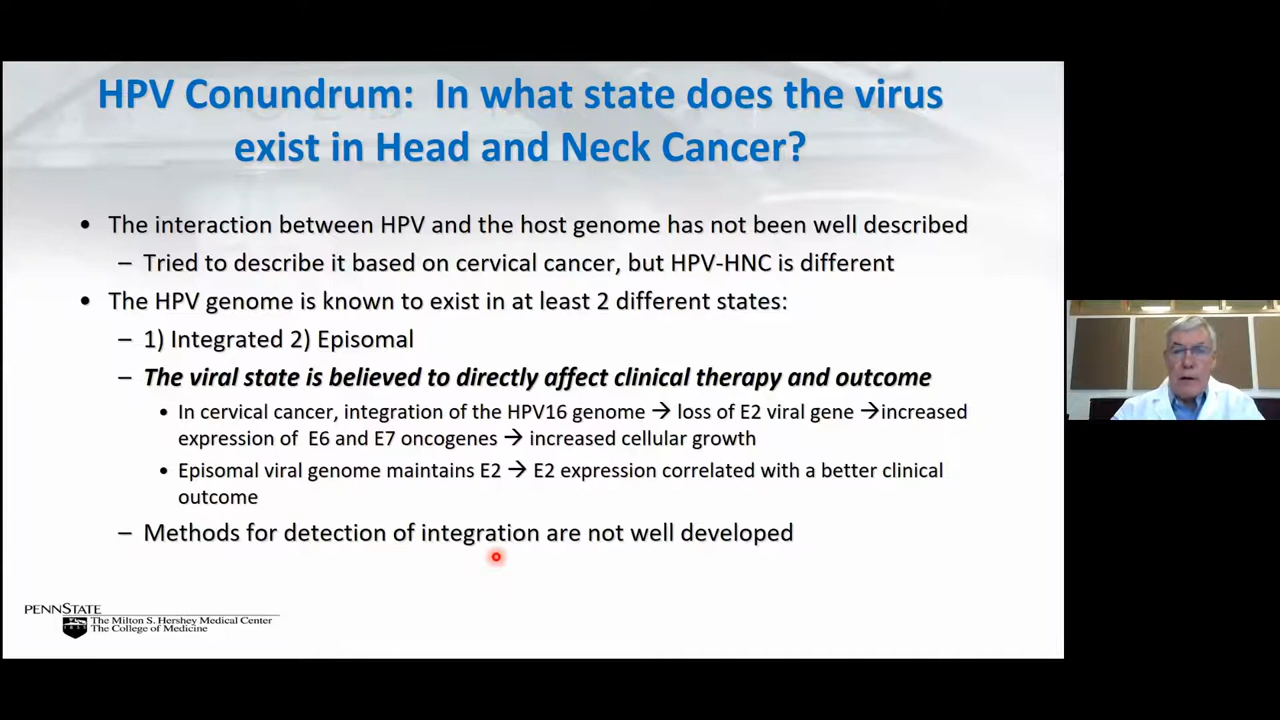 HPV Conundrum:  In what state does the virus
exist in Head and Neck Cancer?
• The interaction between HPV and the host genome has not been well described
– Tried to describe it based on cervical cancer, but HPV-HNC is different
• The HPV genome is known to exist in at least 2 different states:
– 1) Integrated 2) Episomal
– The viral state is believed to directly affect clinical therapy and outcome
• In cervical cancer, integration of the HPV16 genome → loss of E2 viral gene →increased
expression of  E6 and E7 oncogenes → increased cellular growth
• Episomal viral genome maintains E2 → E2 expression correlated with a better clinical
outcome
– Methods for detection of integration are not well developed
PENNSTATE
The Milton S. Hershey Medical Center
The College of Medicine